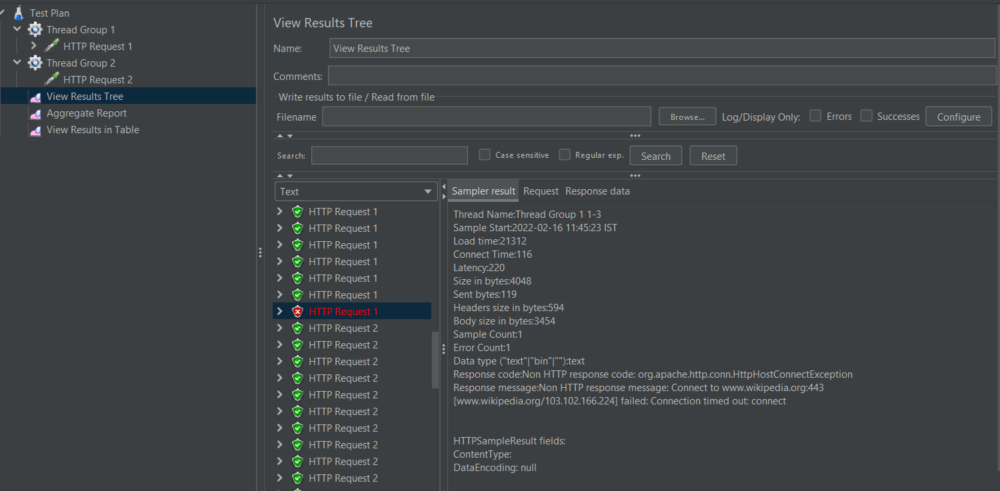 Test Plan
Thread Group 1
HTTP Request 1
Thread Group 2
HTTP Request 2
View Results Tree
Aggregate Report
View Results in Table
View Results Tree
Name: View Results Tree
Comments:
Write results to file / Read from file
Filename Browse... Log/Display Only: Errors Successes Configure
Search: Case sensitive Regular exp. Search Reset
Text
HTTP Request 1
HTTP Request 1
HTTP Request 1
HTTP Request 1
HTTP Request 1
HTTP Request 1
HTTP Request 1
HTTP Request 2
HTTP Request 2
HTTP Request 2
HTTP Request 2
HTTP Request 2
HTTP Request 2
HTTP Request 2
HTTP Request 2
HTTP Request 2
HTTP Request 2
Sampler result Request Response data
Thread Name:Thread Group 1 1-3
Sample Start:2022-02-16 11:45:23 IST
Load time:21312
Connect Time:116
Latency:220
Size in bytes:4048
Sent bytes:119
Headers size in bytes:594
Body size in bytes:3454
Sample Count:1
Error Count:1
Data type ("text"|"bin"|""):text
Response code:Non HTTP response code: org.apache.http.conn.HttpHostConnectException
Response message:Non HTTP response message: Connect to www.wikipedia.org:443
[www.wikipedia.org/103.102.166.224] failed: Connection timed out: connect
HTTPSampleResult fields:
ContentType:
DataEncoding: null